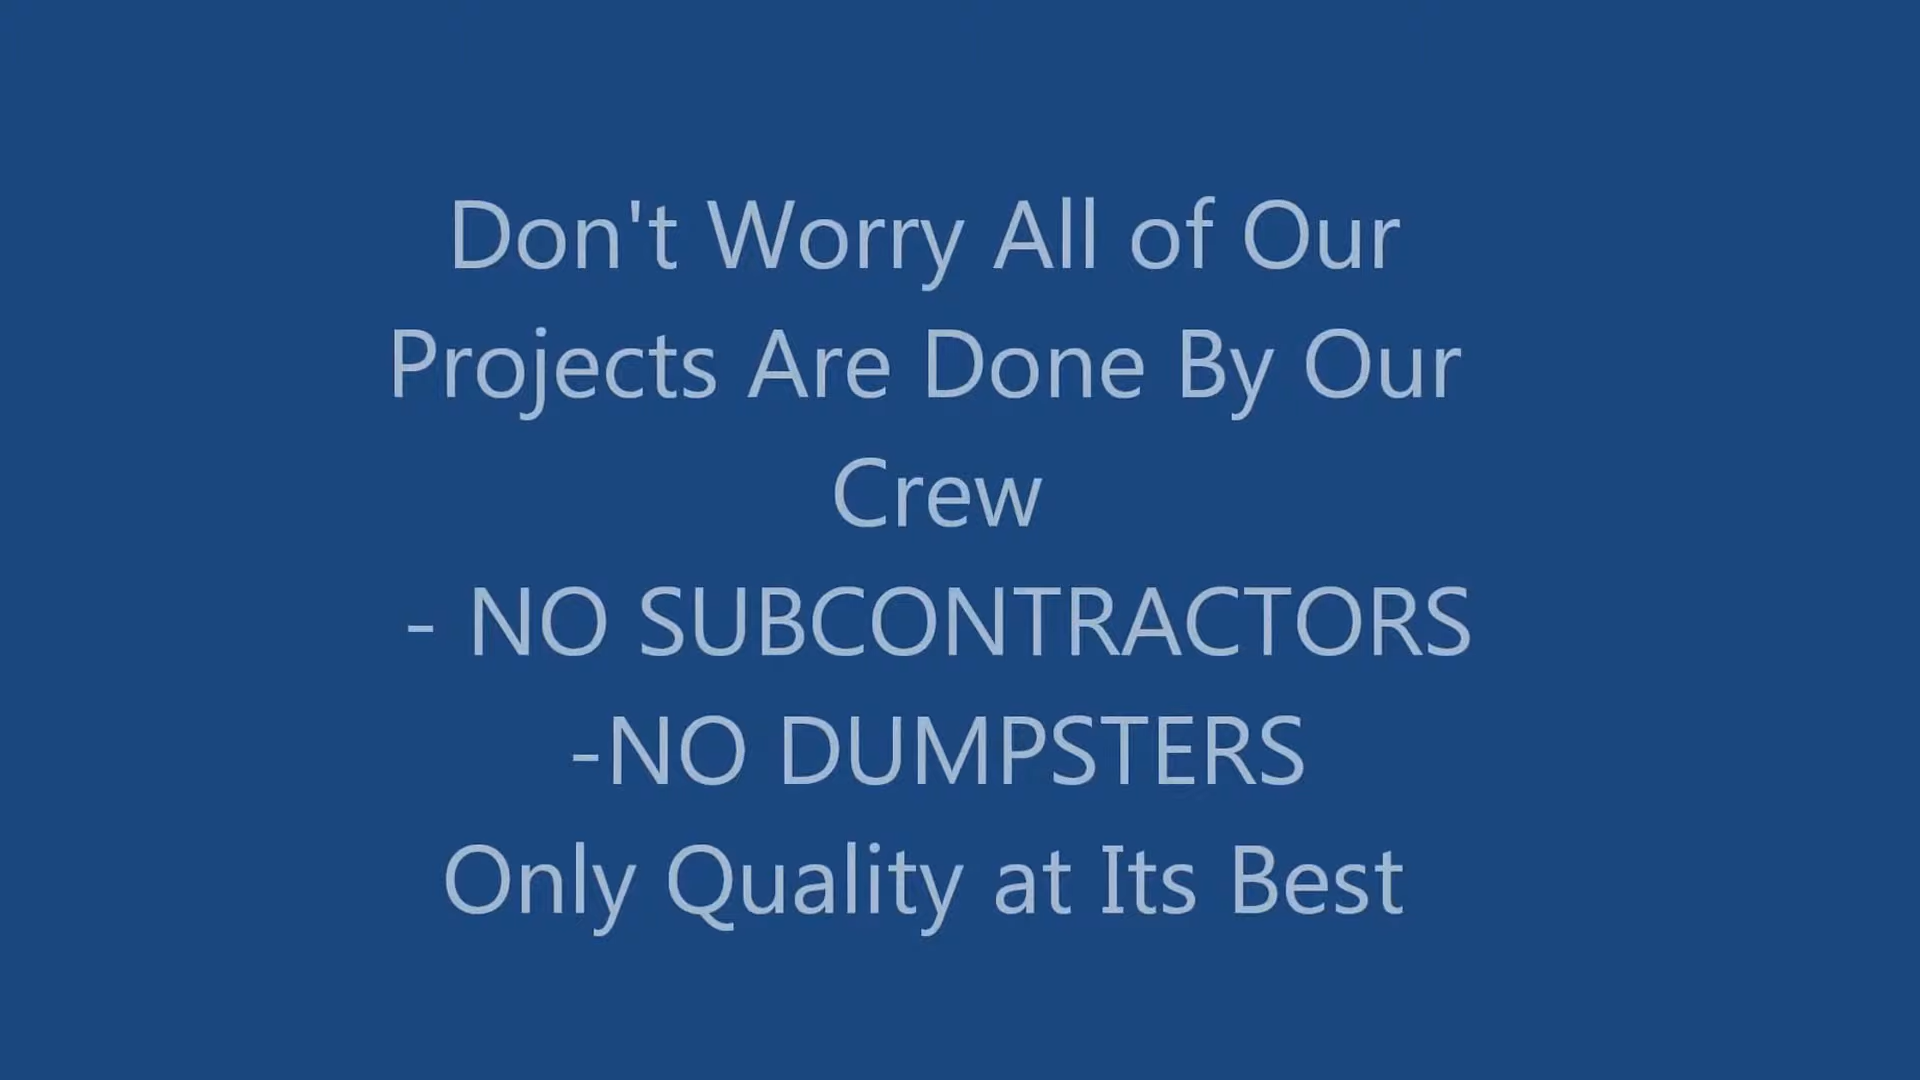 Don't Worry All of Our
Projects Are Done By Our
Crew
- NO SUBCONTRACTORS
-NO DUMPSTERS
Only Quality at Its Best